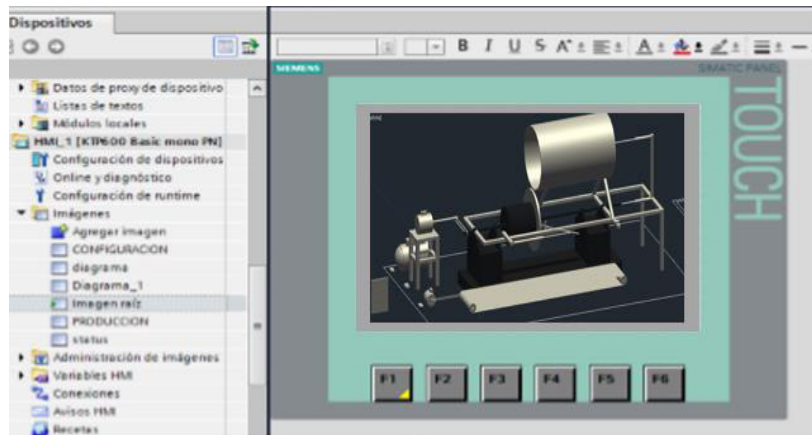 Dispositivos
B I U S A
Datos de proxy de dispositivo
Listas de textos
Módulos locales
HMI_1 [KTP600 Basic mono PN]
Configuración de dispositivos
Online y diagnóstico
Configuración de runtime
Imágenes
Agregar imagen
CONFIGURACION
diagrama
Diagrama_1
Imagen raíz
PRODUCCION
status
Administración de imágenes
Variables HMI
Conexiones
Avisos HMI
Recetas
SIEMENS
SIMATIC PANEL
TOUCH
F1 F2 F3 F4 F5 F6